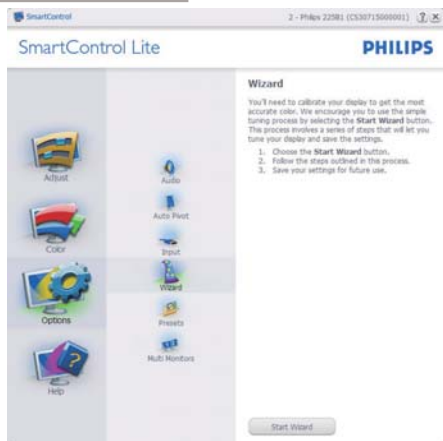 SmartControl
2 - Philips 225B1 (CS30715000001)
SmartControl Lite
PHILIPS
Adjust
Color
Options
Help
Audio
Auto Pivot
Input
Wizard
Presets
Multi Monitors
Wizard
You'll need to calibrate your display to get the most
accurate color. We encourage you to use the simple
tuning process by selecting the Start Wizard button.
This process involves a series of steps that will let you
tune your display and save the settings.
1. Choose the Start Wizard button.
2. Follow the steps outlined in this process.
3. Save your settings for future use.
Start Wizard